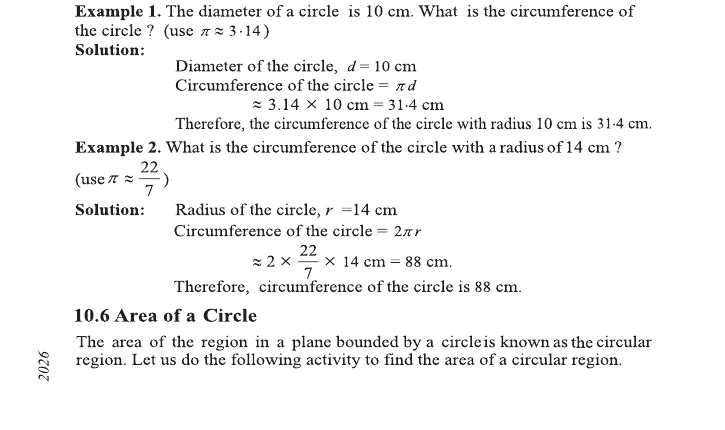 Example 1. The diameter of a circle is 10 cm. What is the circumference of
the circle ? (use π ≈ 3·14)
Solution:
Diameter of the circle, d = 10 cm
Circumference of the circle = πd
≈ 3.14 × 10 cm = 31·4 cm
Therefore, the circumference of the circle with radius 10 cm is 31·4 cm.
Example 2. What is the circumference of the circle with a radius of 14 cm ?
(use π ≈ 22/7)
Solution: Radius of the circle, r =14 cm
Circumference of the circle = 2πr
≈ 2 × 22/7 × 14 cm = 88 cm.
Therefore, circumference of the circle is 88 cm.
10.6 Area of a Circle
The area of the region in a plane bounded by a circle is known as the circular
region. Let us do the following activity to find the area of a circular region.
2026